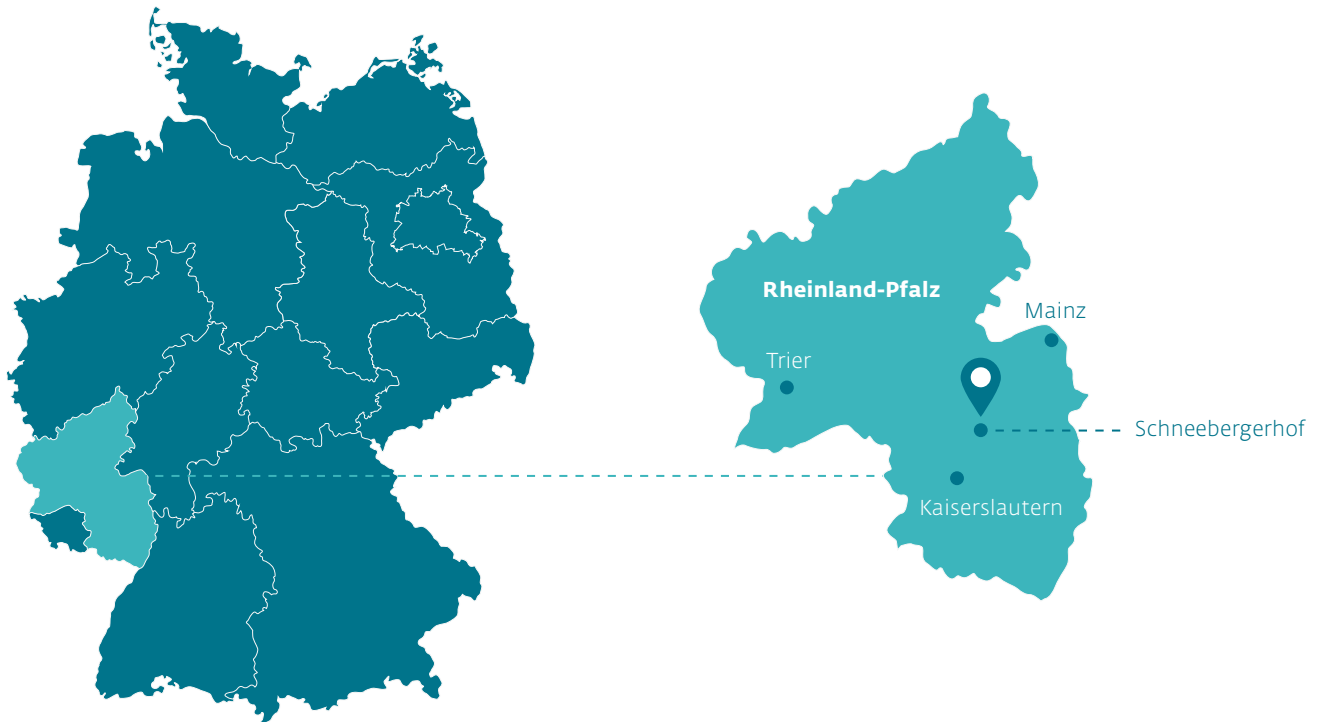 Rheinland-Pfalz
Mainz
Trier
Schneebergerhof
Kaiserslautern